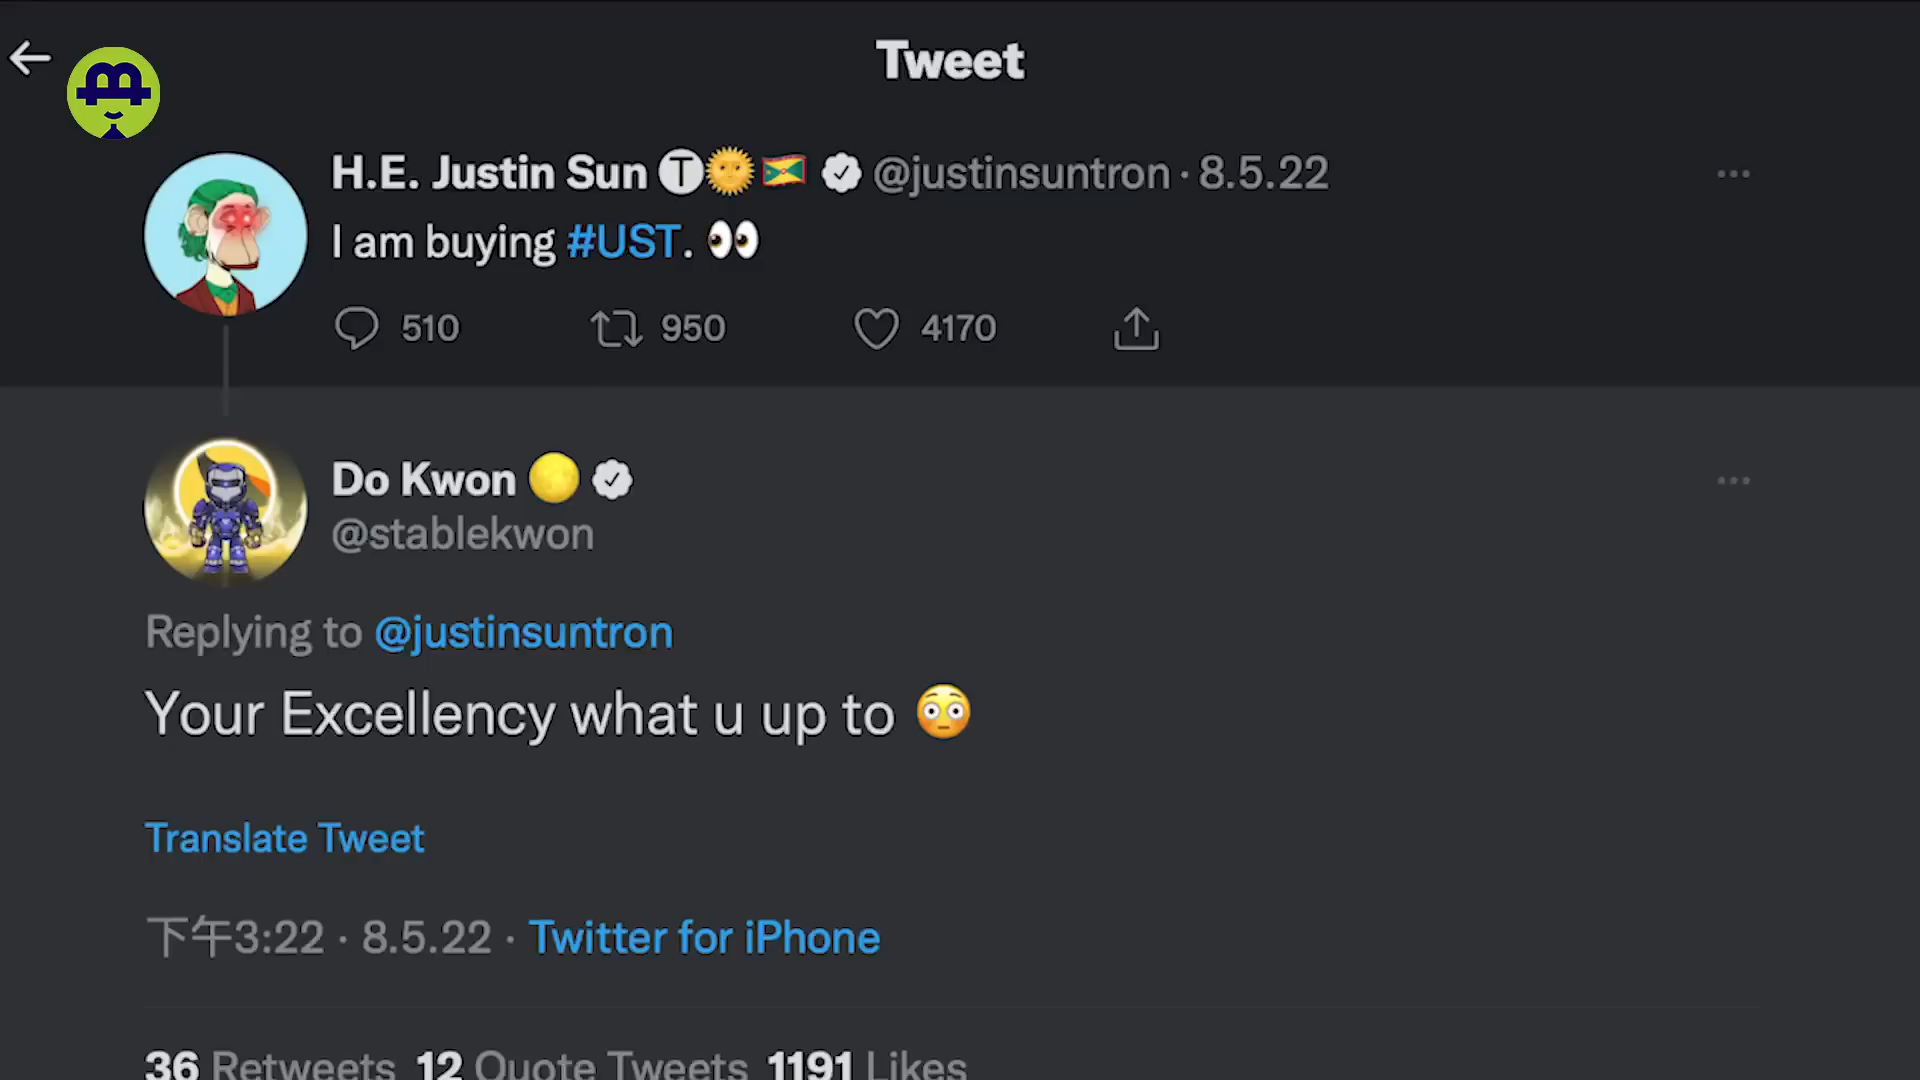 Tweet
H.E. Justin Sun Ⓣ🌞🇬🇩 @justinsuntron · 8.5.22
I am buying #UST. 👀
510 950 4170
Do Kwon 🌕
@stablekwon
Replying to @justinsuntron
Your Excellency what u up to 😳
Translate Tweet
下午3:22 · 8.5.22 · Twitter for iPhone
36 Retweets 12 Quote Tweets 1191 Likes